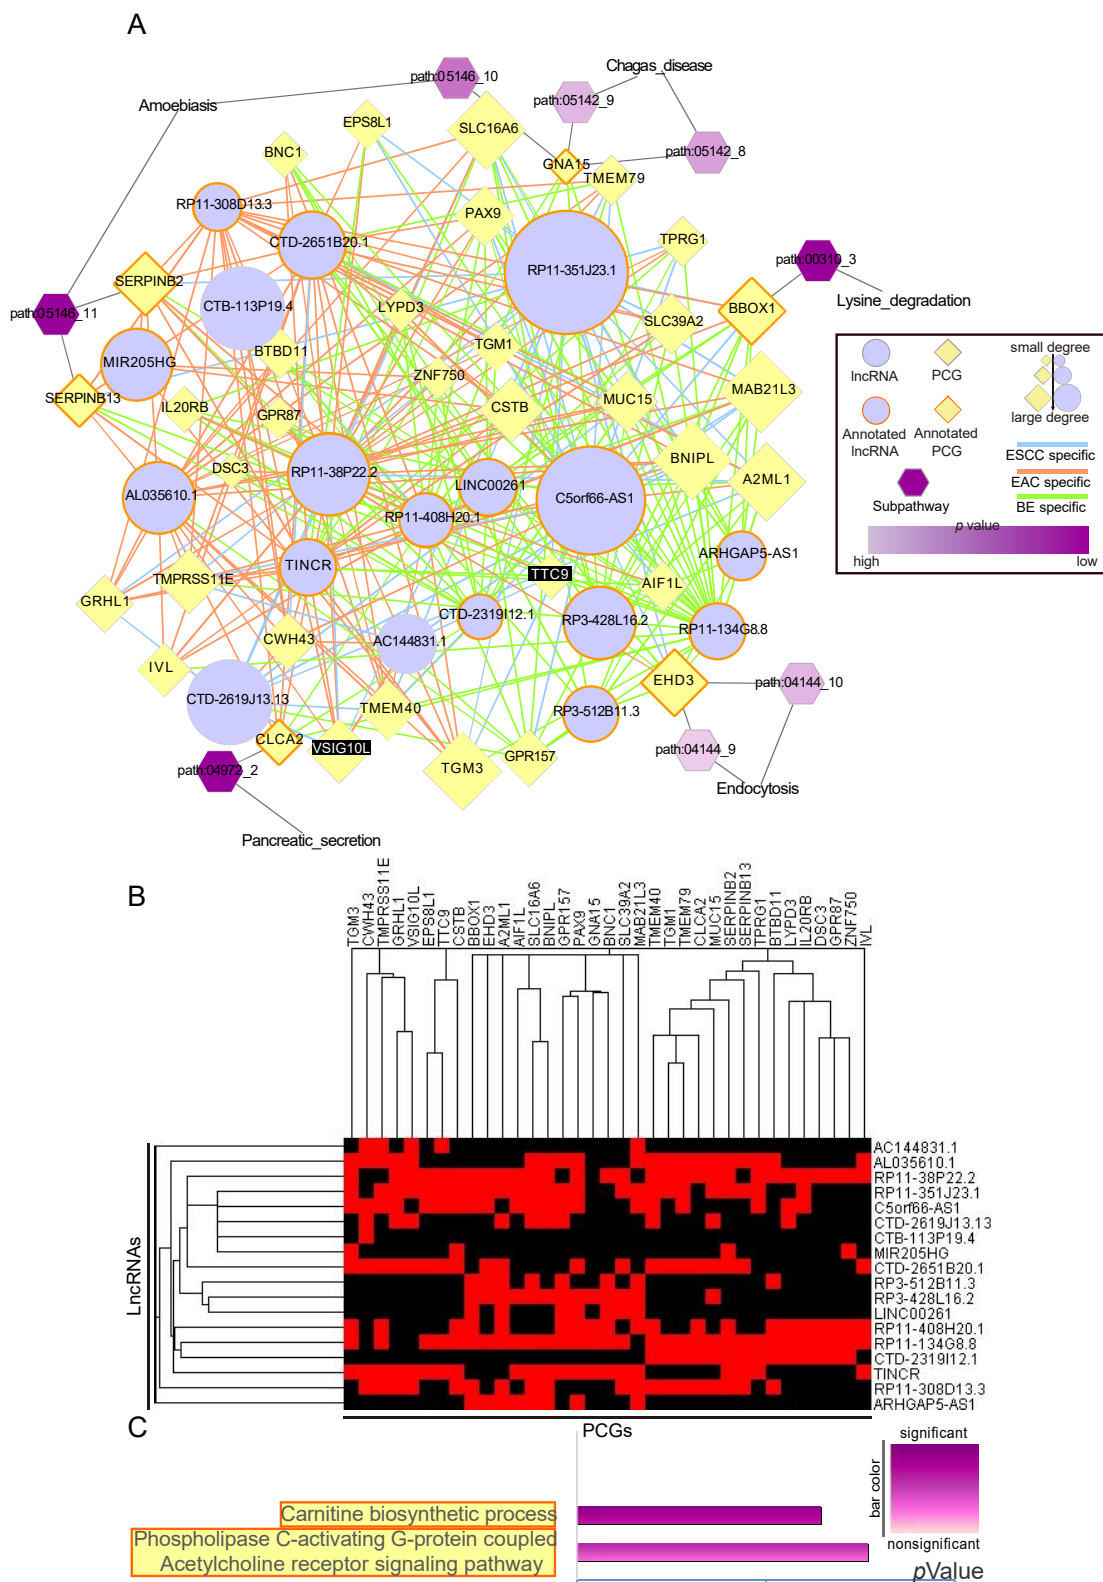 A
path:05146_10
Chagas_disease
path:05142_9
Amoebiasis
EPS8L1
SLC16A6
BNC1
path:05142_8
GNA15
TMEM79
RP11-308D13.3
PAX9
CTD-2651B20.1
TPRG1
path:00310_3
RP11-351J23.1
SERPINB2
Lysine_degradation
CTB-113P19.4
LYPD3
BBOX1
path:05146_11
SLC39A2
TGM1
BTBD11
MIR205HG
ZNF750
MAB21L3
SERPINB13
IL20RB
GPR87
CSTB
MUC15
BNIPL
DSC3
RP11-38P22.2
A2ML1
LINC00261
C5orf66-AS1
AL035610.1
RP11-408H20.1
ARHGAP5-AS1
TINCR
TTC9
TMPRSS11E
AIF1L
GRHL1
CTD-2319I12.1
RP3-428L16.2
RP11-134G8.8
CWH43
AC144831.1
IVL
EHD3
path:04144_10
CTD-2619J13.13
TMEM40
RP3-512B11.3
CLCA2
VSIG10L
GPR157
path:04144_9
path:04972_2
TGM3
Endocytosis
Pancreatic_secretion
small degree
lncRNA
PCG
large degree
Annotated
lncRNA
Annotated
PCG
ESCC specific
EAC specific
BE specific
Subpathway
p value
high
low
B
TGM3
CWH43
TMPRSS11E
GRHL1
VSIG10L
EPS8L1
TTC9
CSTB
BBOX1
EHD3
A2ML1
AIF1L
SLC16A6
BNIPL
GPR157
PAX9
GNA15
BNC1
SLC39A2
MAB21L3
TMEM40
TGM1
TMEM79
CLCA2
MUC15
SERPINB2
SERPINB13
TPRG1
BTBD11
LYPD3
IL20RB
DSC3
GPR87
ZNF750
IVL
LncRNAs
AC144831.1
AL035610.1
RP11-38P22.2
RP11-351J23.1
C5orf66-AS1
CTD-2619J13.13
CTB-113P19.4
MIR205HG
CTD-2651B20.1
RP3-512B11.3
RP3-428L16.2
LINC00261
RP11-408H20.1
RP11-134G8.8
CTD-2319I12.1
TINCR
RP11-308D13.3
ARHGAP5-AS1
PCGs
C
significant
bar color
nonsignificant
pValue
Carnitine biosynthetic process
Phospholipase C-activating G-protein coupled
Acetylcholine receptor signaling pathway